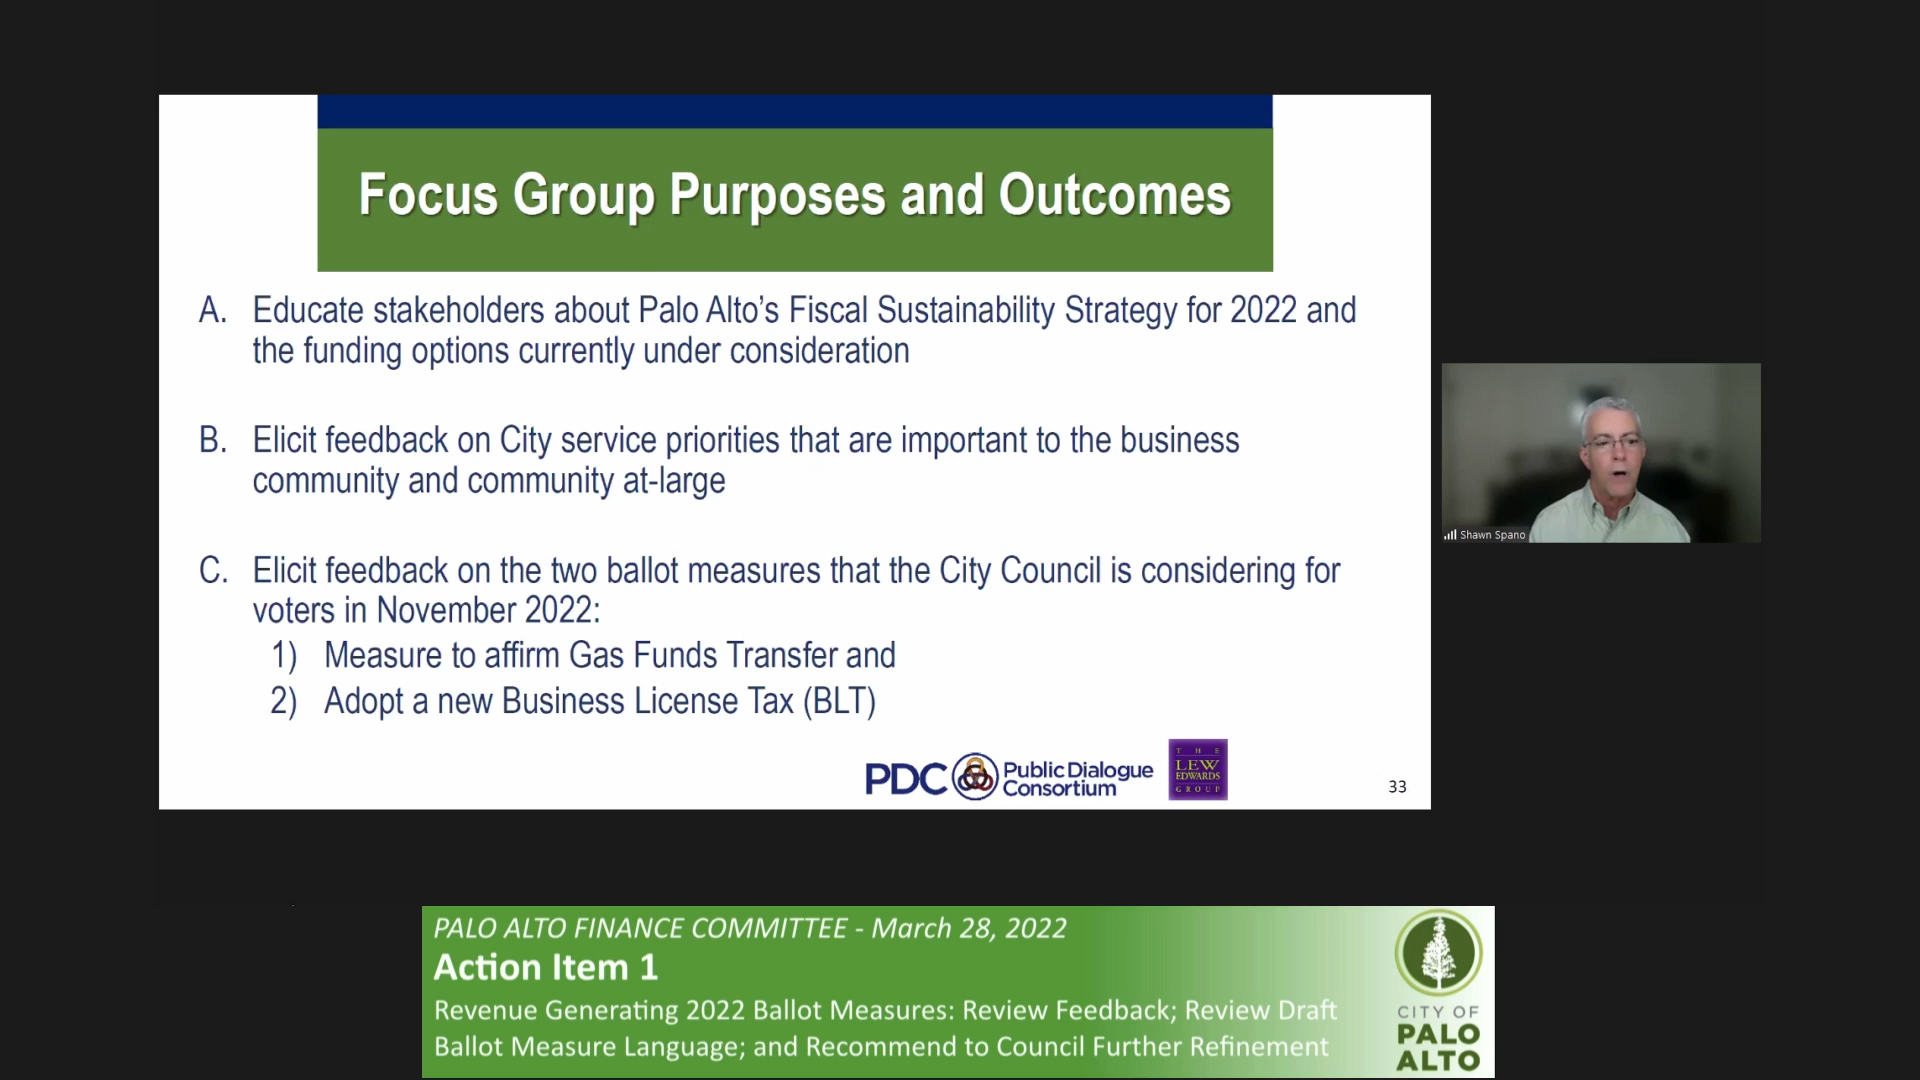 Focus Group Purposes and Outcomes
A. Educate stakeholders about Palo Alto’s Fiscal Sustainability Strategy for 2022 and
the funding options currently under consideration
B. Elicit feedback on City service priorities that are important to the business
community and community at-large
C. Elicit feedback on the two ballot measures that the City Council is considering for
voters in November 2022:
1) Measure to affirm Gas Funds Transfer and
2) Adopt a new Business License Tax (BLT)
PDC Public Dialogue
Consortium
THE
LEW
EDWARDS
GROUP
33
Shawn Spano
PALO ALTO FINANCE COMMITTEE - March 28, 2022
Action Item 1
Revenue Generating 2022 Ballot Measures: Review Feedback; Review Draft
Ballot Measure Language; and Recommend to Council Further Refinement
CITY OF
PALO
ALTO